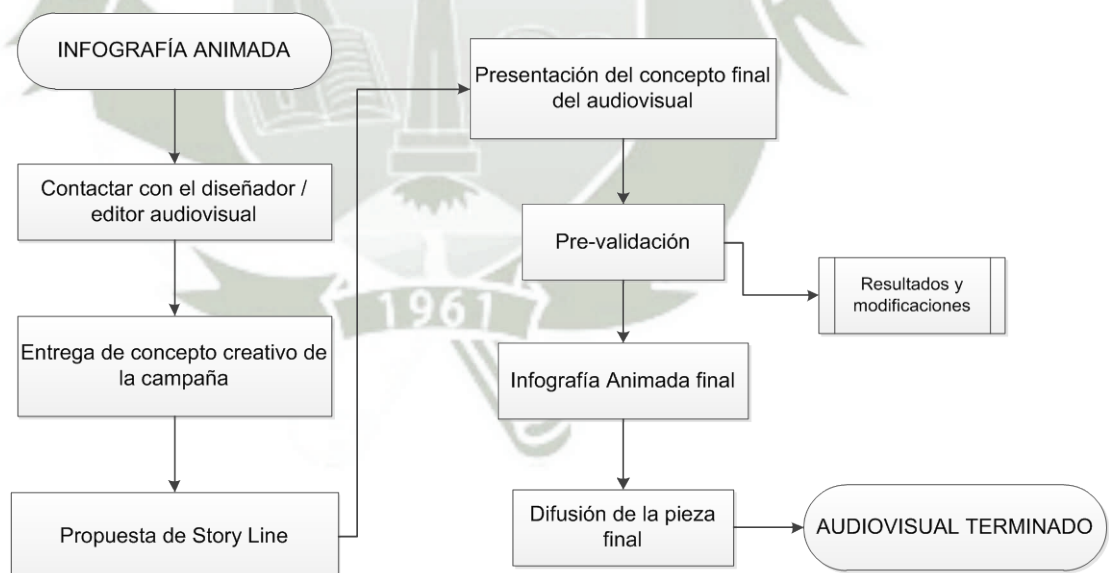 INFOGRAFÍA ANIMADA
Contactar con el diseñador /
editor audiovisual
Entrega de concepto creativo de
la campaña
Propuesta de Story Line
Presentación del concepto final
del audiovisual
Pre-validación
Resultados y
modificaciones
Infografía Animada final
Difusión de la pieza
final
AUDIOVISUAL TERMINADO
1961